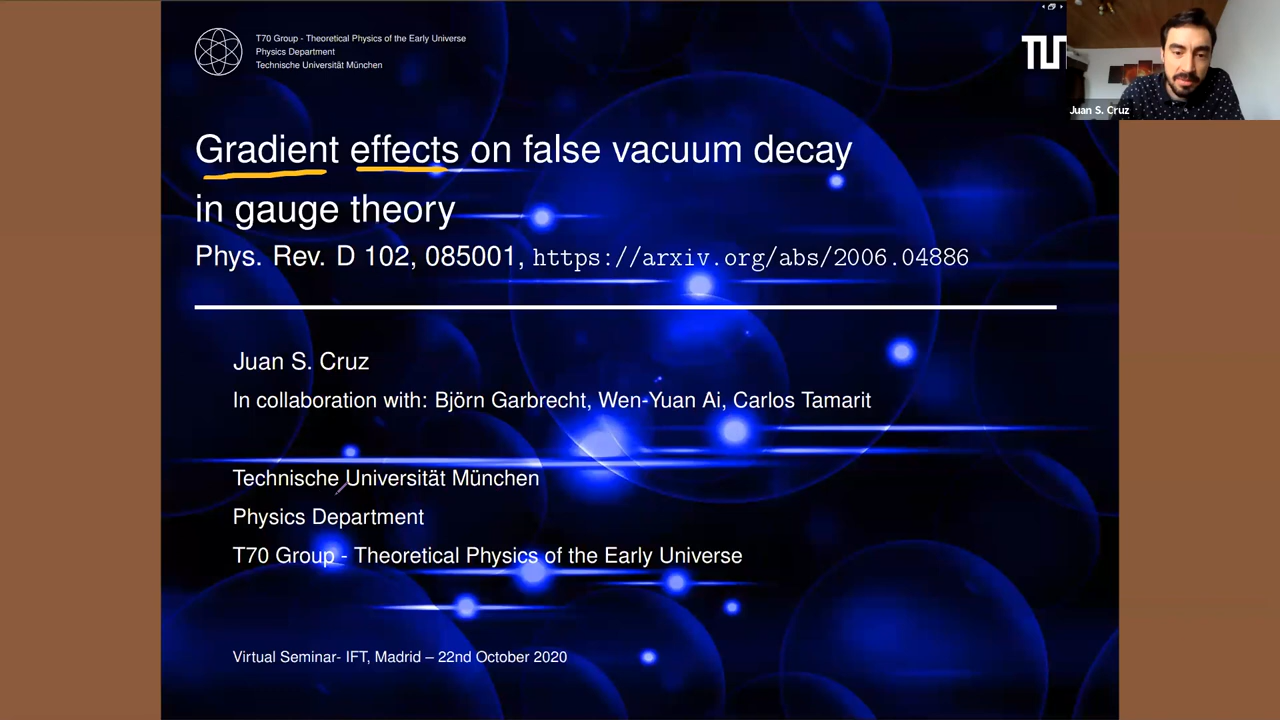 T70 Group - Theoretical Physics of the Early Universe
Physics Department
Technische Universität München
Juan S. Cruz
Gradient effects on false vacuum decay
in gauge theory
Phys. Rev. D 102, 085001, https://arxiv.org/abs/2006.04886
Juan S. Cruz
In collaboration with: Björn Garbrecht, Wen-Yuan Ai, Carlos Tamarit
Technische Universität München
Physics Department
T70 Group - Theoretical Physics of the Early Universe
Virtual Seminar- IFT, Madrid – 22nd October 2020